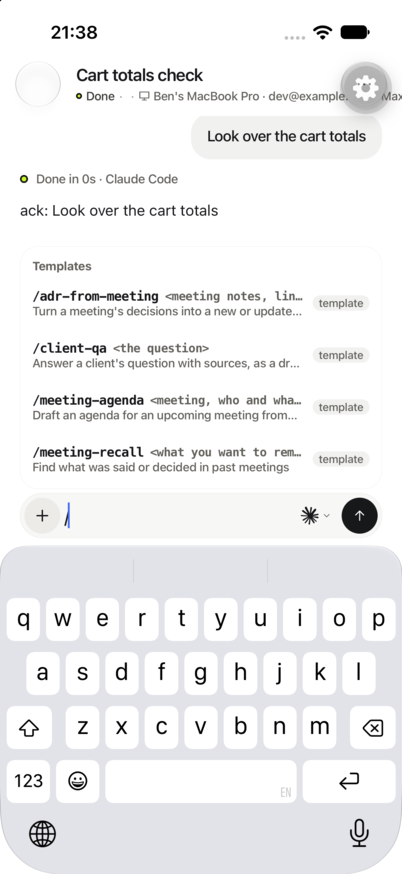 21:38
Cart totals check
Done · · Ben's MacBook Pro · dev@example. Max
Look over the cart totals
Done in 0s · Claude Code
ack: Look over the cart totals
Templates
/adr-from-meeting <meeting notes, lin…
template
Turn a meeting's decisions into a new or update…
/client-qa <the question>
template
Answer a client's question with sources, as a dr…
/meeting-agenda <meeting, who and wha…
template
Draft an agenda for an upcoming meeting from…
/meeting-recall <what you want to rem…
template
Find what was said or decided in past meetings
/
q w e r t y u i o p
a s d f g h j k l
z x c v b n m
123
EN